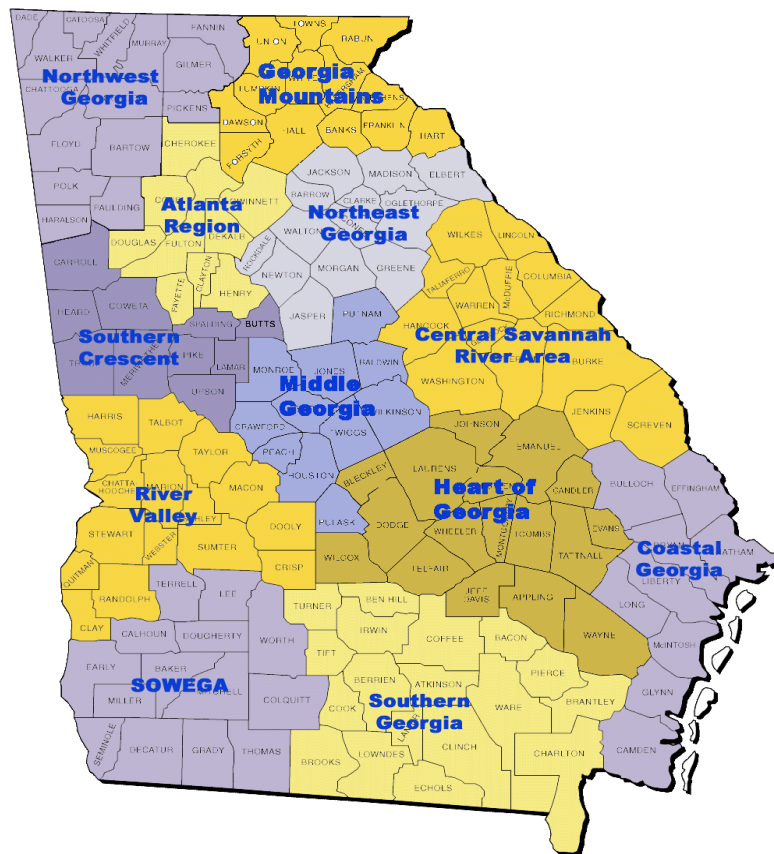 DADE
CATOOSA
WHITFIELD
MURRAY
FANNIN
WALKER
GILMER
Northwest
Georgia
CHATTOOGA
PICKENS
FLOYD
BARTOW
CHEROKEE
POLK
PAULDING
HARALSON
TOWNS
UNION
RABUN
Georgia
Mountains
DAWSON
FORSYTH
HALL
BANKS
FRANKLIN
HART
Atlanta
Region
DOUGLAS
FULTON
DEKALB
FAYETTE
CLAYTON
HENRY
ROCKDALE
JACKSON
MADISON
ELBERT
BARROW
CLARKE
OGLETHORPE
Northeast
Georgia
WALTON
NEWTON
MORGAN
GREENE
JASPER
CARROLL
HEARD
COWETA
SPALDING
BUTTS
Southern
Crescent
PIKE
LAMAR
UPSON
PUTNAM
MONROE
JONES
BALDWIN
Middle
Georgia
CRAWFORD
TWIGGS
PEACH
HOUSTON
WILKES
LINCOLN
TALIAFERRO
McDUFFIE
COLUMBIA
WARREN
RICHMOND
HANCOCK
Central Savannah
River Area
BURKE
WASHINGTON
JENKINS
SCREVEN
HARRIS
TALBOT
MUSCOGEE
TAYLOR
CHATTA-
HOOCHEE
MARION
MACON
River
Valley
STEWART
WEBSTER
SUMTER
DOOLY
CRISP
QUITMAN
RANDOLPH
CLAY
JOHNSON
EMANUEL
BLECKLEY
LAURENS
Heart of
Georgia
CANDLER
DODGE
WHEELER
MONTGOMERY
TOOMBS
EVANS
TATTNALL
WILCOX
TELFAIR
JEFF
DAVIS
APPLING
WAYNE
BULLOCH
EFFINGHAM
Coastal
Georgia
LIBERTY
LONG
McINTOSH
GLYNN
CAMDEN
TERRELL
LEE
CALHOUN
DOUGHERTY
WORTH
EARLY
BAKER
SOWEGA
MILLER
COLQUITT
SEMINOLE
DECATUR
GRADY
THOMAS
TURNER
BEN HILL
IRWIN
TIFT
COFFEE
BACON
PIERCE
BERRIEN
ATKINSON
COOK
WARE
BRANTLEY
Southern
Georgia
CLINCH
CHARLTON
BROOKS
LOWNDES
ECHOLS